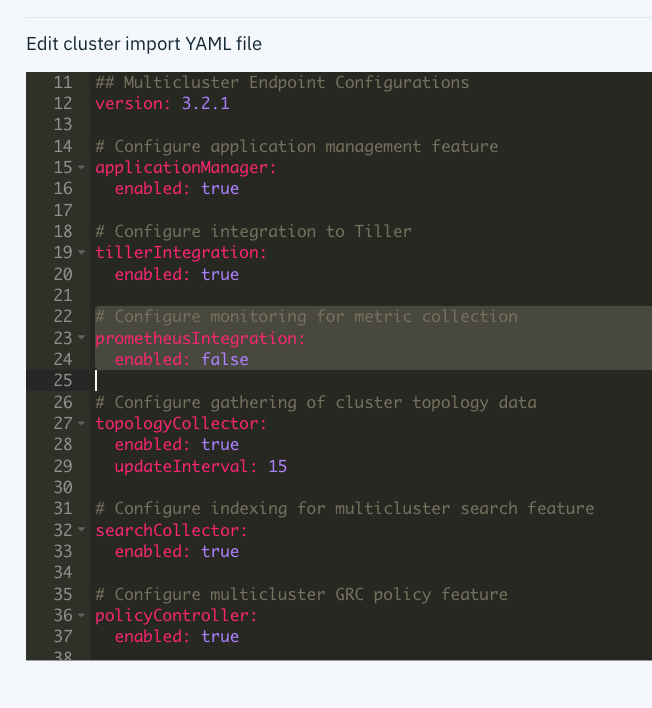 Edit cluster import YAML file
11 ## Multicluster Endpoint Configurations
12 version: 3.2.1
13
14 # Configure application management feature
15 applicationManager:
16   enabled: true
17
18 # Configure integration to Tiller
19 tillerIntegration:
20   enabled: true
21
22 # Configure monitoring for metric collection
23 prometheusIntegration:
24   enabled: false
25
26 # Configure gathering of cluster topology data
27 topologyCollector:
28   enabled: true
29   updateInterval: 15
30
31 # Configure indexing for multicluster search feature
32 searchCollector:
33   enabled: true
34
35 # Configure multicluster GRC policy feature
36 policyController:
37   enabled: true
38